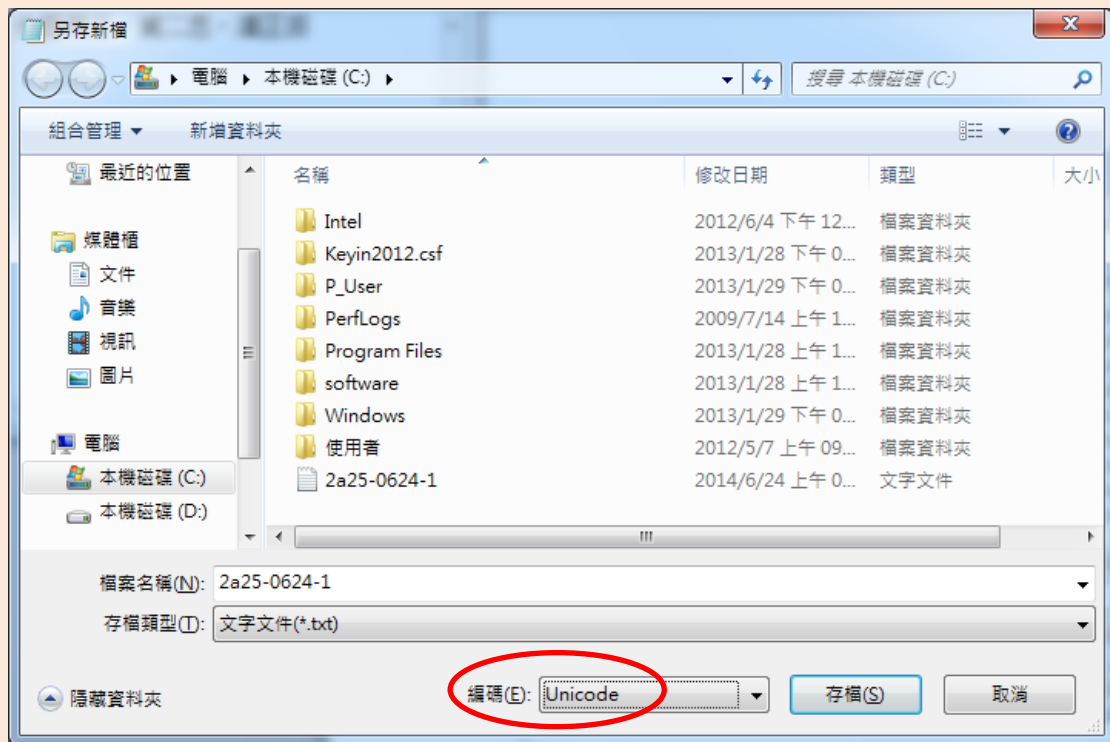 另存新檔
電腦 ▸ 本機磁碟 (C:) ▸
搜尋 本機磁碟 (C:)
組合管理 ▼ 新增資料夾
最近的位置
媒體櫃
文件
音樂
視訊
圖片
電腦
本機磁碟 (C:)
本機磁碟 (D:)
名稱 修改日期 類型 大小
Intel 2012/6/4 下午 12... 檔案資料夾
Keyin2012.csf 2013/1/28 下午 0... 檔案資料夾
P_User 2013/1/29 下午 0... 檔案資料夾
PerfLogs 2009/7/14 上午 1... 檔案資料夾
Program Files 2013/1/28 上午 1... 檔案資料夾
software 2013/1/28 上午 1... 檔案資料夾
Windows 2013/1/29 下午 0... 檔案資料夾
使用者 2012/5/7 上午 09... 檔案資料夾
2a25-0624-1 2014/6/24 上午 0... 文字文件
檔案名稱(N): 2a25-0624-1
存檔類型(T): 文字文件(*.txt)
隱藏資料夾
編碼(E): Unicode
存檔(S)
取消